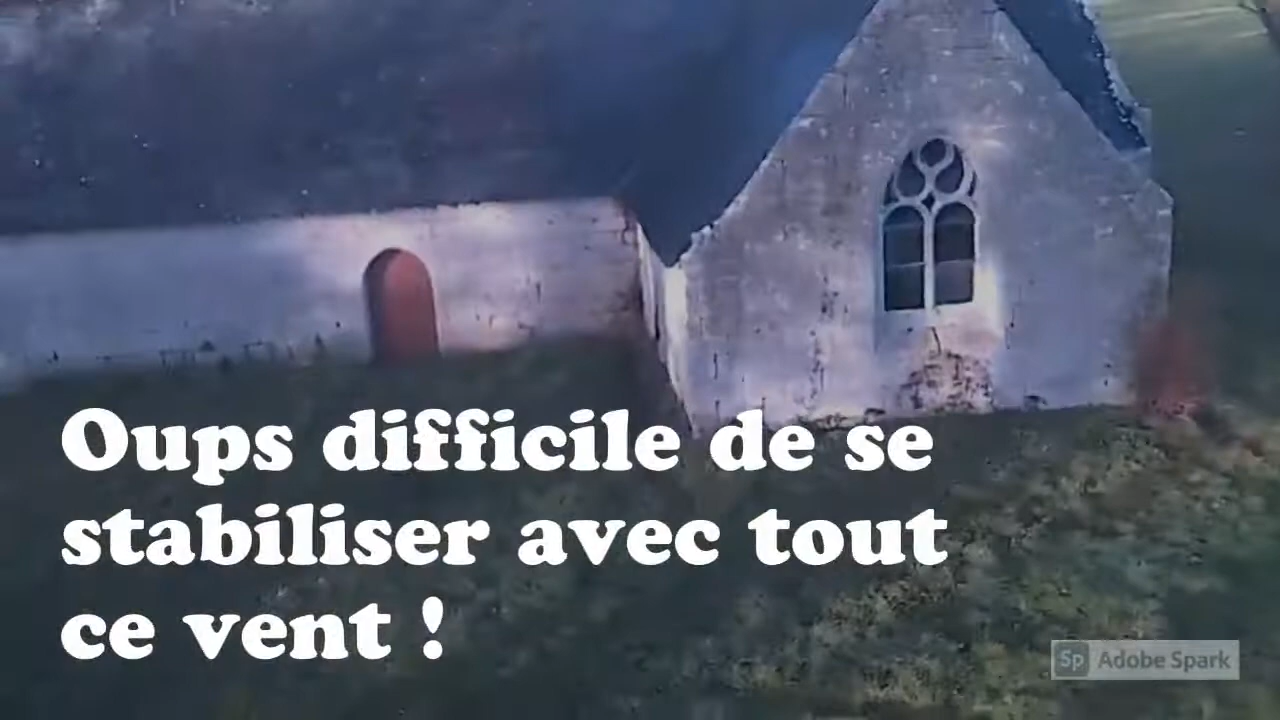 Oups difficile de se
stabiliser avec tout
ce vent !
Sp Adobe Spark